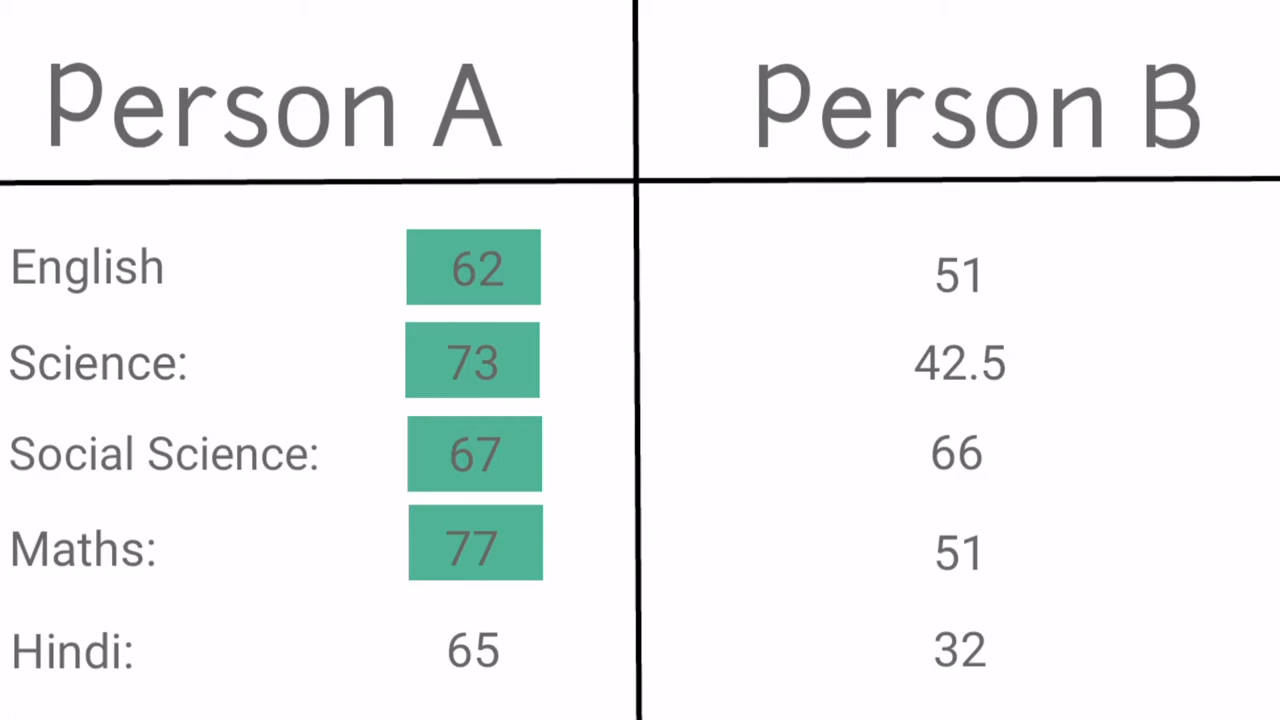 Person A Person B
English 62 51
Science: 73 42.5
Social Science: 67 66
Maths: 77 51
Hindi: 65 32